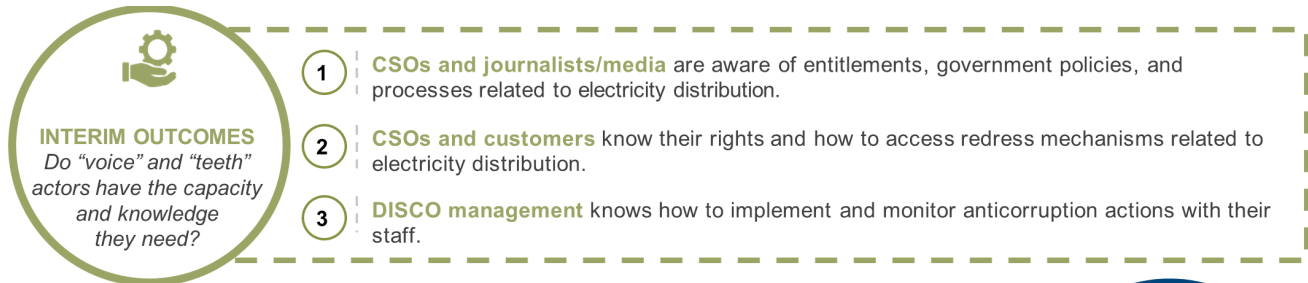 INTERIM OUTCOMES
Do “voice” and “teeth”
actors have the capacity
and knowledge
they need?
1
CSOs and journalists/media are aware of entitlements, government policies, and
processes related to electricity distribution.
2
CSOs and customers know their rights and how to access redress mechanisms related to
electricity distribution.
3
DISCO management knows how to implement and monitor anticorruption actions with their
staff.